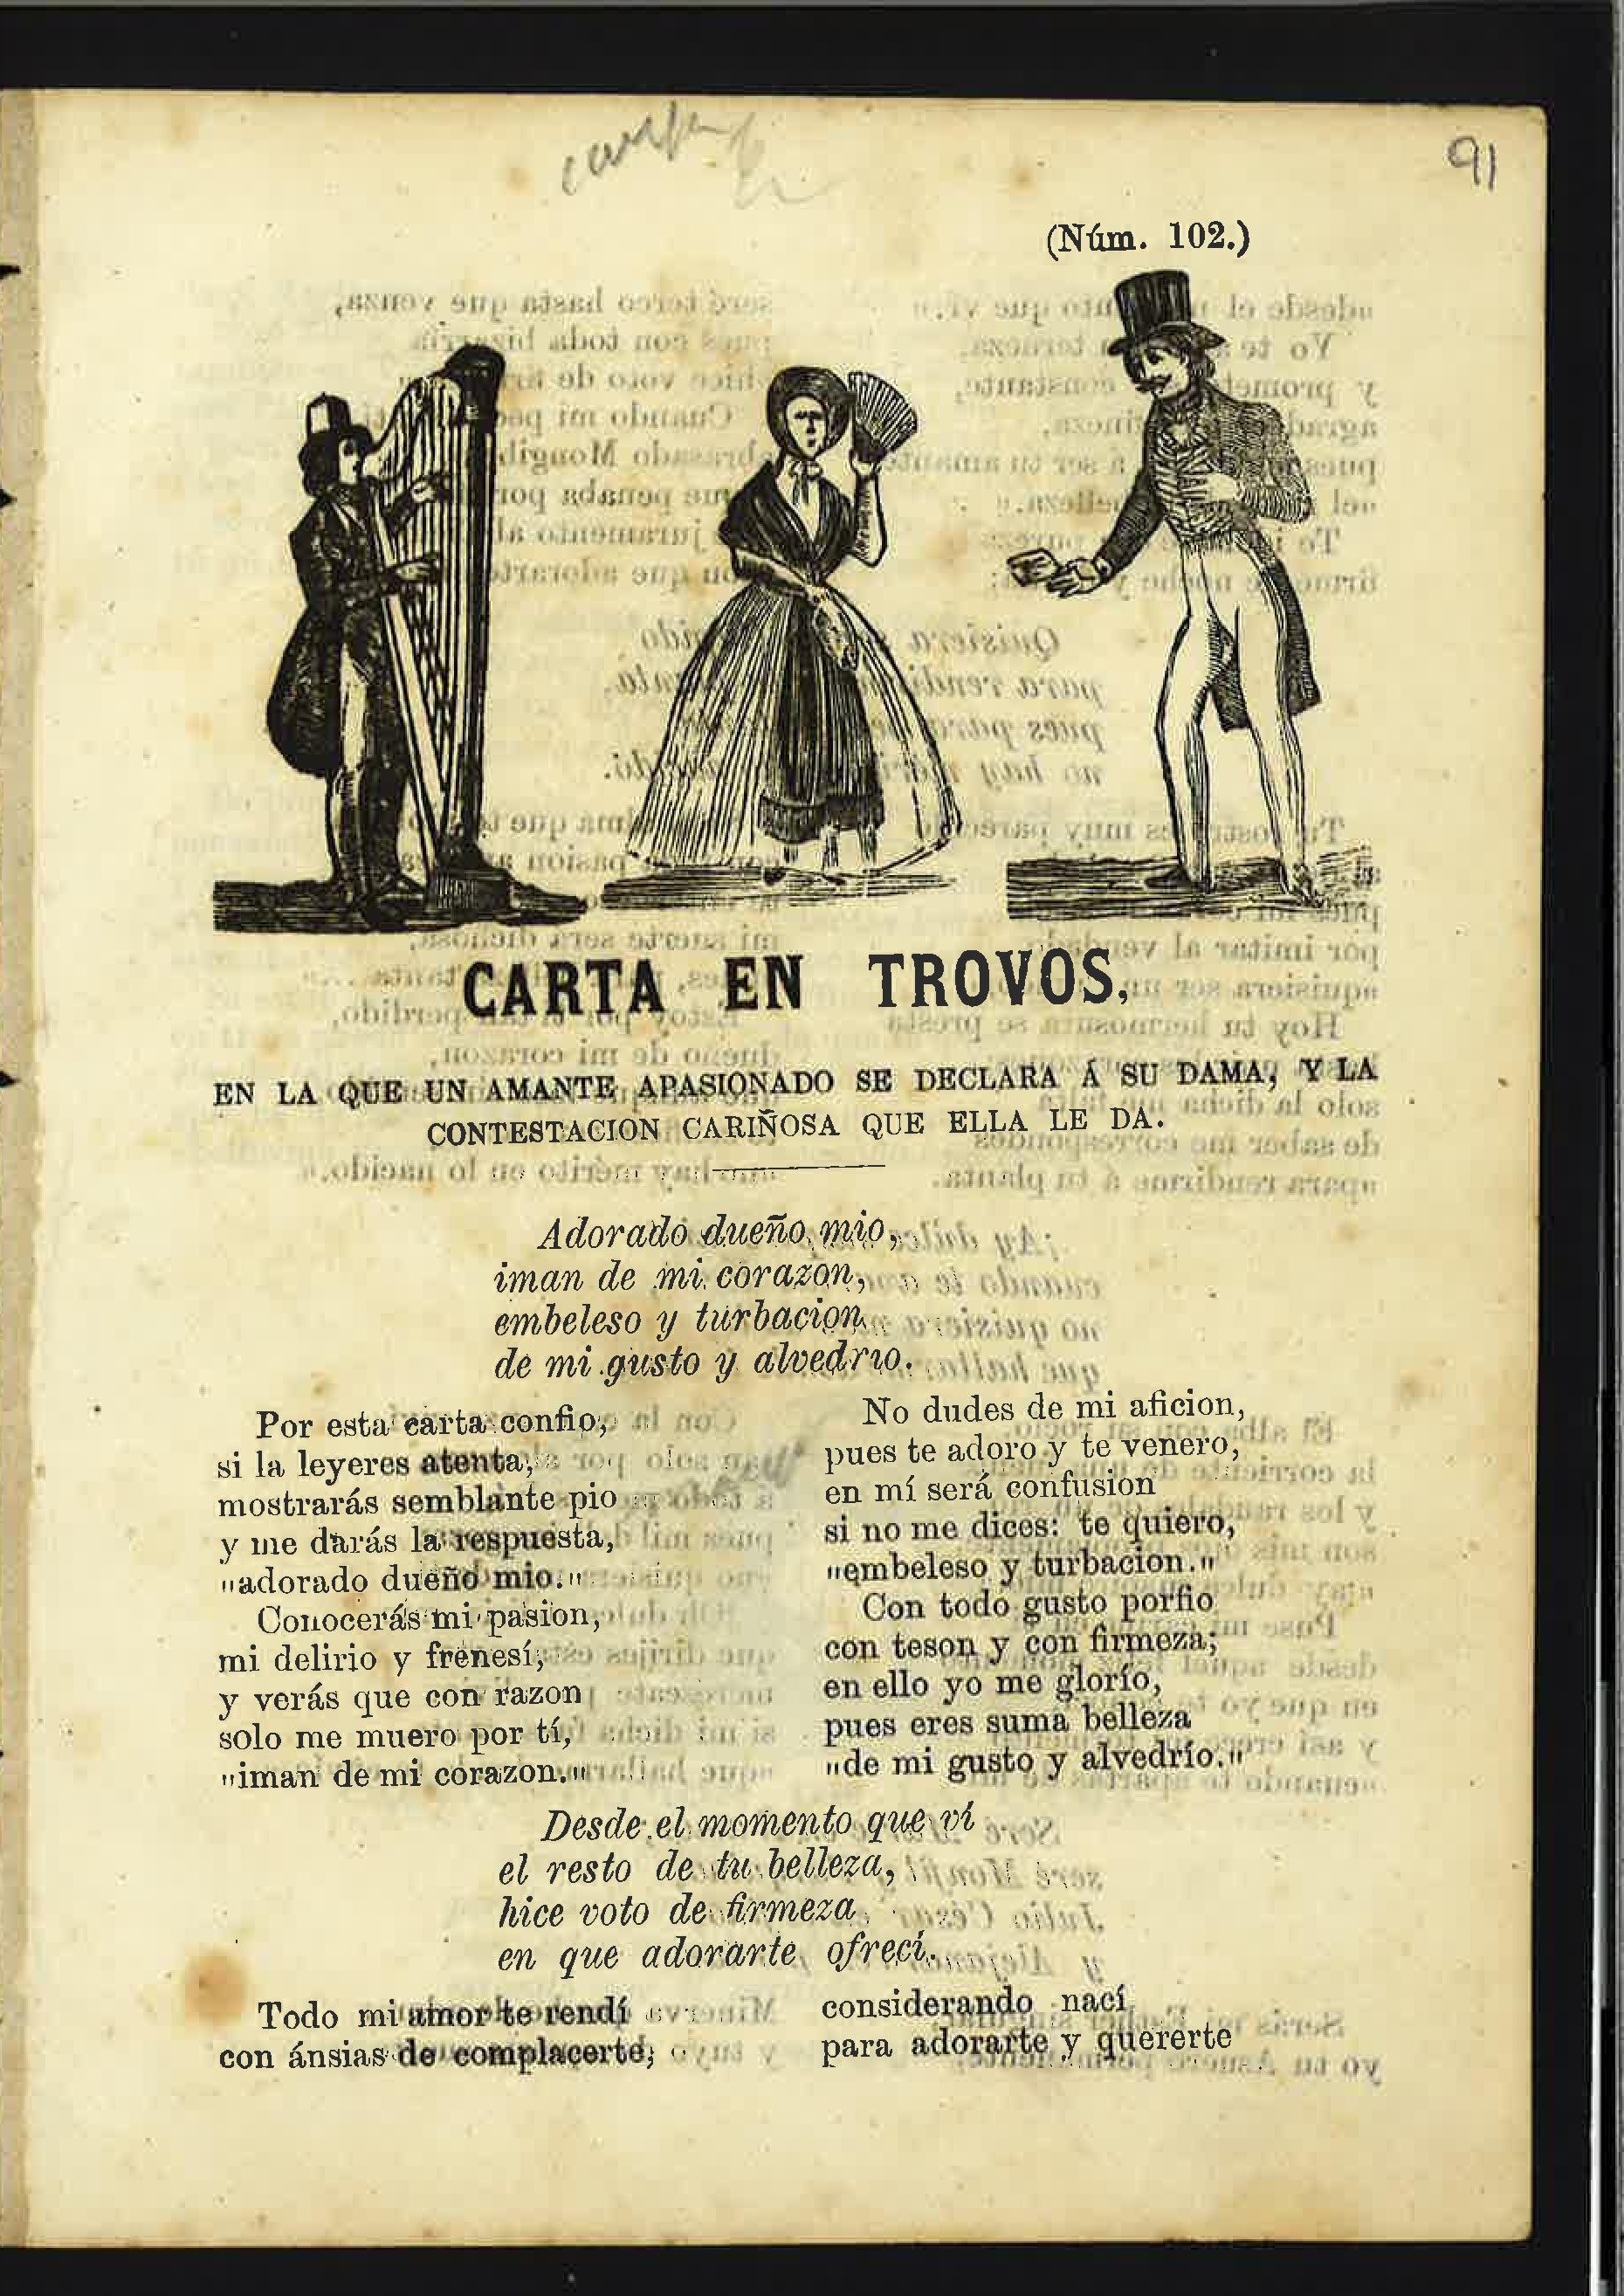 91
(Núm. 102.)
CARTA EN TROVOS,
EN LA QUE UN AMANTE APASIONADO SE DECLARA Á SU DAMA, Y LA
CONTESTACION CARIÑOSA QUE ELLA LE DA.
Adorado dueño mio,
iman de mi corazon,
embeleso y turbacion
de mi gusto y alvedrío.
Por esta carta confio,
si la leyeres atenta,
mostrarás semblante pio
y me darás la respuesta,
"adorado dueño mio."
Conocerás mi pasion,
mi delirio y frenesí,
y verás que con razon
solo me muero por tí,
"iman de mi corazon."
No dudes de mi aficion,
pues te adoro y te venero,
en mí será confusion
si no me dices: te quiero,
"embeleso y turbacion."
Con todo gusto porfio
con teson y con firmeza;
en ello yo me glorío,
pues eres suma belleza
"de mi gusto y alvedrío."
Desde el momento que ví
el resto de tu belleza,
hice voto de firmeza
en que adorarte ofrecí.
Todo mi amor te rendí
con ánsias de complacerte;
considerando nací
para adorarte y quererte